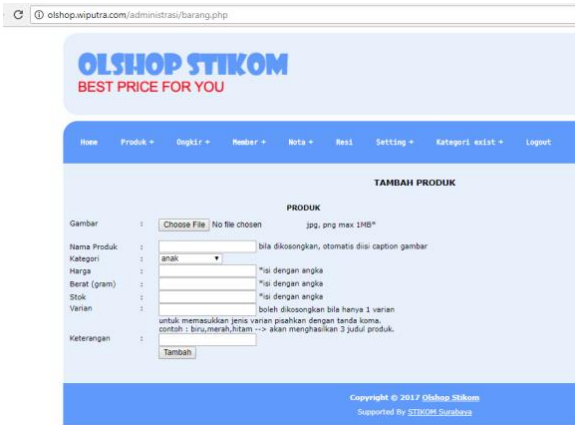 olshop.wiputra.com/administrasi/barang.php
OLSHOP STIKOM
BEST PRICE FOR YOU
Home Produk + Ongkir + Member + Nota + Resi Setting + Kategori exist + Logout
TAMBAH PRODUK
PRODUK
Gambar : Choose File No file chosen jpg, png max 1MB*
Nama Produk : bila dikosongkan, otomatis diisi caption gambar
Kategori : anak
Harga : *isi dengan angka
Berat (gram) : *isi dengan angka
Stok : *isi dengan angka
Varian : boleh dikosongkan bila hanya 1 varian
untuk memasukkan jenis varian pisahkan dengan tanda koma.
contoh : biru,merah,hitam --> akan menghasilkan 3 judul produk.
Keterangan :
Tambah
Copyright © 2017 Olshop Stikom
Supported By STIKOM Surabaya